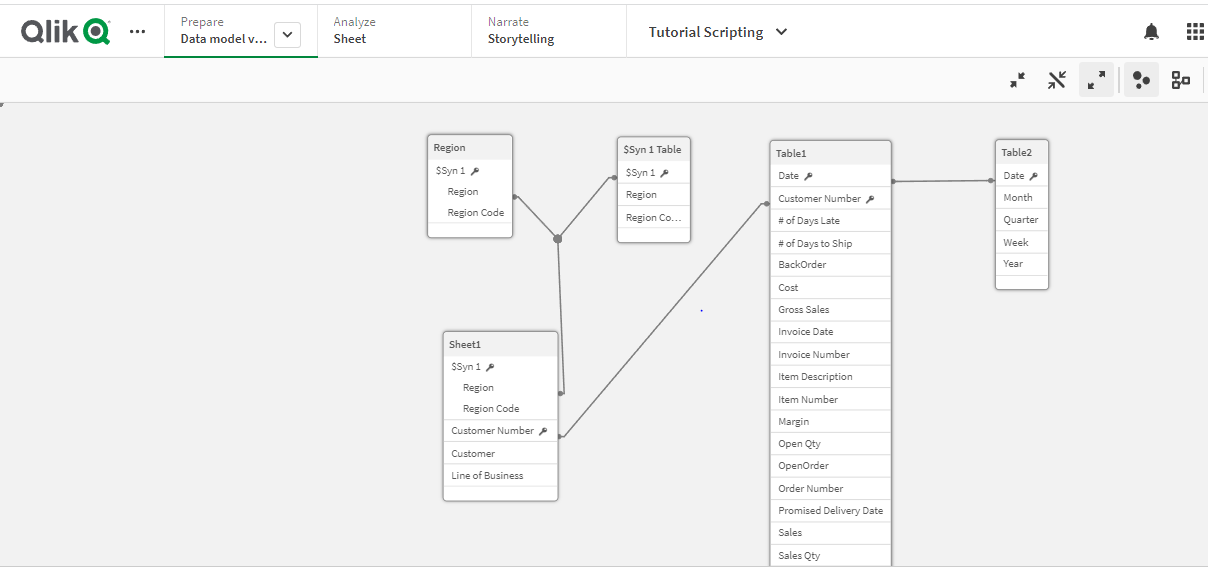 Qlik
Prepare
Data model v...
Analyze
Sheet
Narrate
Storytelling
Tutorial Scripting
Region
$Syn 1
Region
Region Code
$Syn 1 Table
$Syn 1
Region
Region Co...
Sheet1
$Syn 1
Region
Region Code
Customer Number
Customer
Line of Business
Table1
Date
Customer Number
# of Days Late
# of Days to Ship
BackOrder
Cost
Gross Sales
Invoice Date
Invoice Number
Item Description
Item Number
Margin
Open Qty
OpenOrder
Order Number
Promised Delivery Date
Sales
Sales Qty
Table2
Date
Month
Quarter
Week
Year